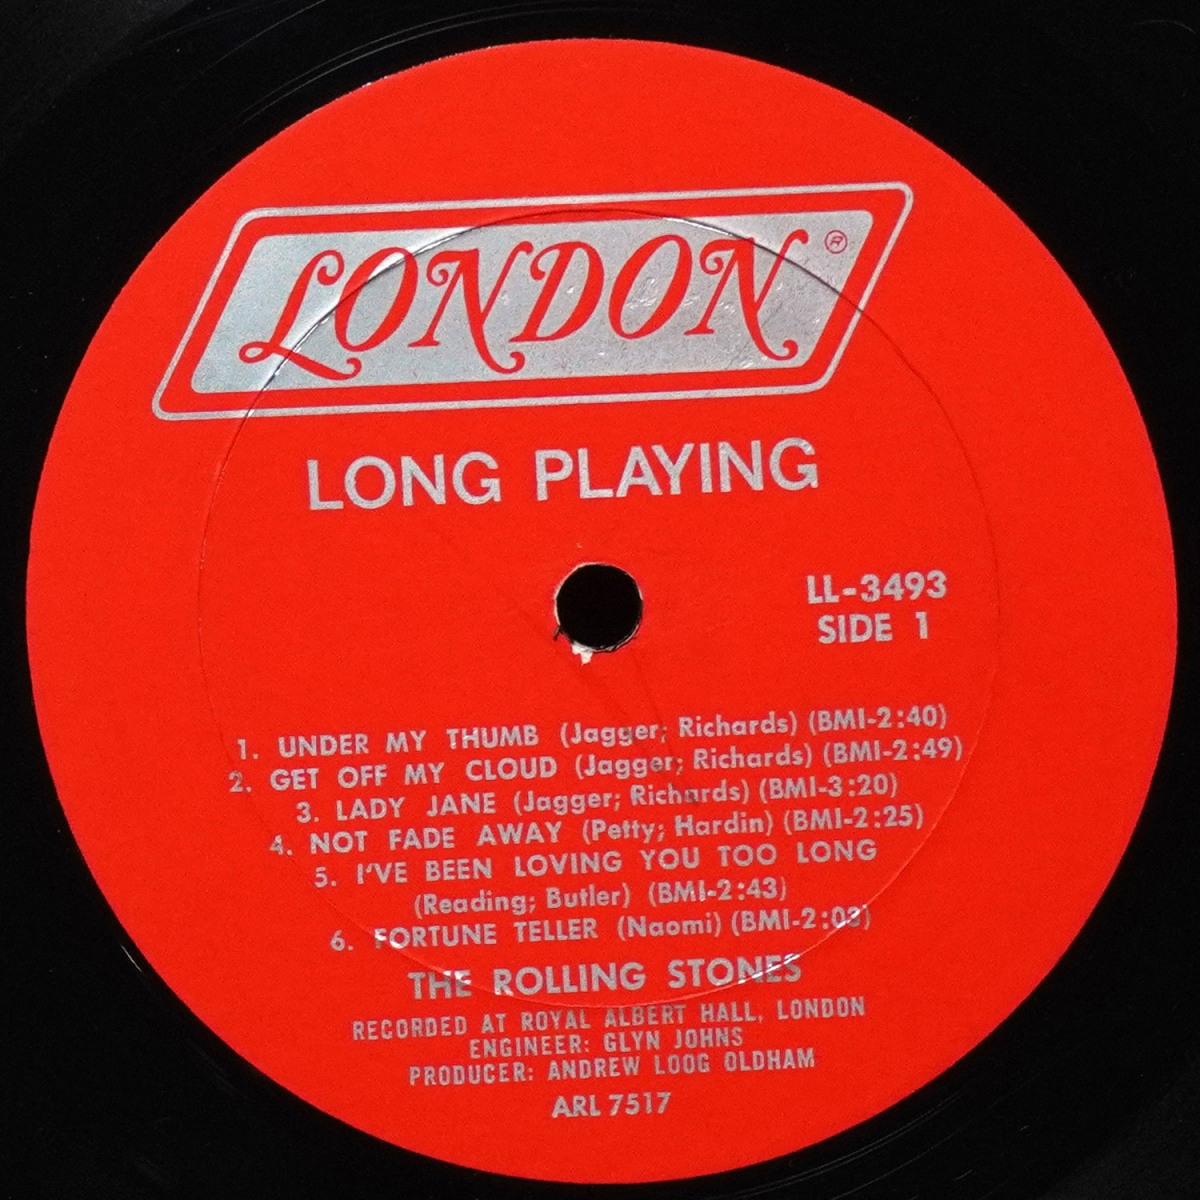 LONDON ®
LONG PLAYING
LL-3493
SIDE 1
1. UNDER MY THUMB (Jagger; Richards) (BMI-2:40)
2. GET OFF MY CLOUD (Jagger; Richards) (BMI-2:49)
3. LADY JANE (Jagger; Richards) (BMI-3:20)
4. NOT FADE AWAY (Petty; Hardin) (BMI-2:25)
5. I'VE BEEN LOVING YOU TOO LONG
(Reading; Butler) (BMI-2:43)
6. FORTUNE TELLER (Naomi) (BMI-2:03)
THE ROLLING STONES
RECORDED AT ROYAL ALBERT HALL, LONDON
ENGINEER: GLYN JOHNS
PRODUCER: ANDREW LOOG OLDHAM
ARL 7517